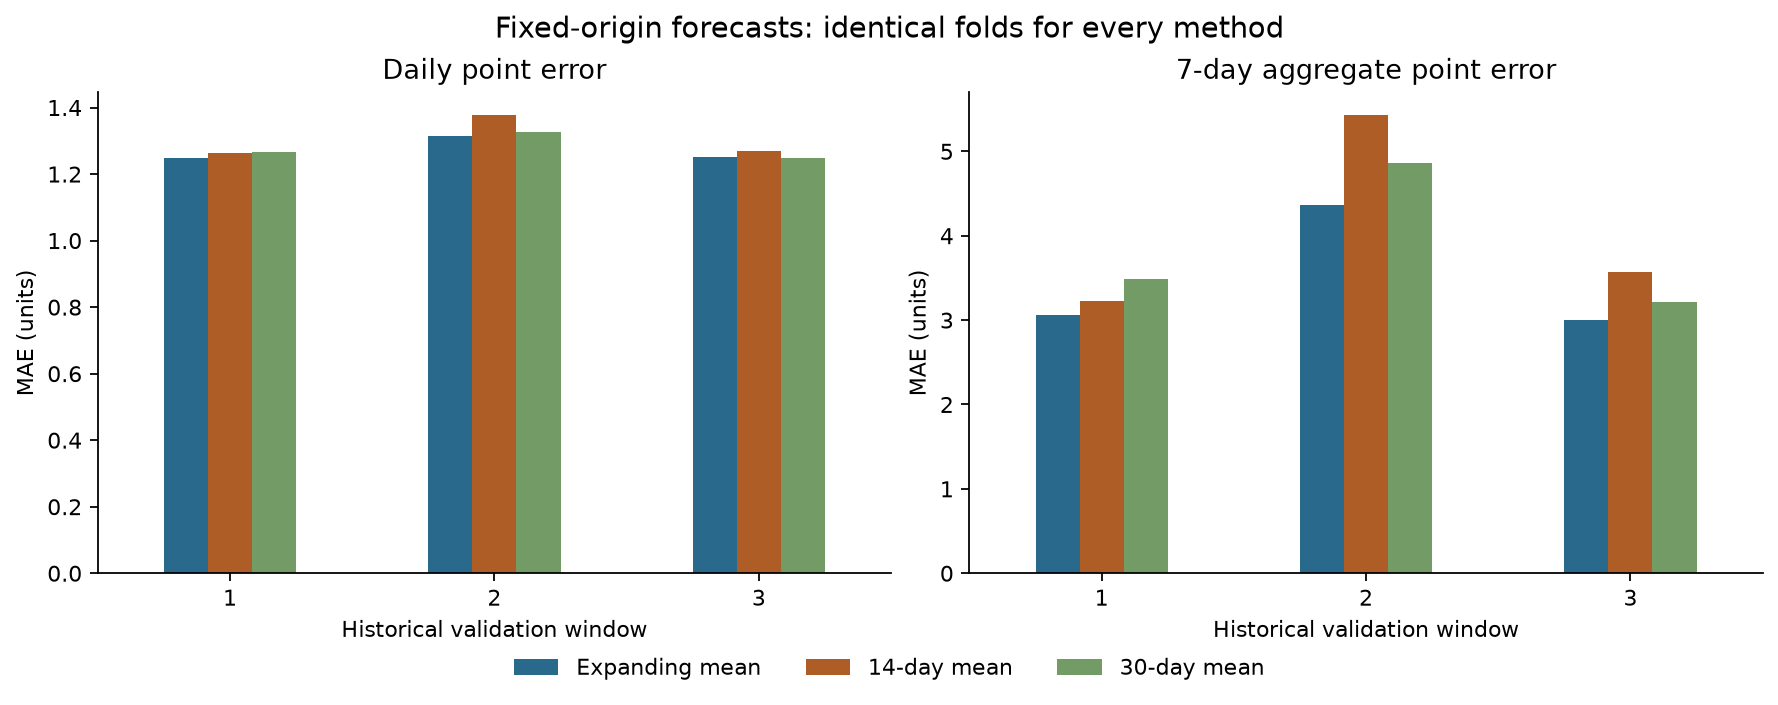 Fixed-origin forecasts: identical folds for every method
Daily point error
MAE (units)
1.4
1.2
1.0
0.8
0.6
0.4
0.2
0.0
1 2 3
Historical validation window
7-day aggregate point error
MAE (units)
5
4
3
2
1
0
1 2 3
Historical validation window
Expanding mean 14-day mean 30-day mean